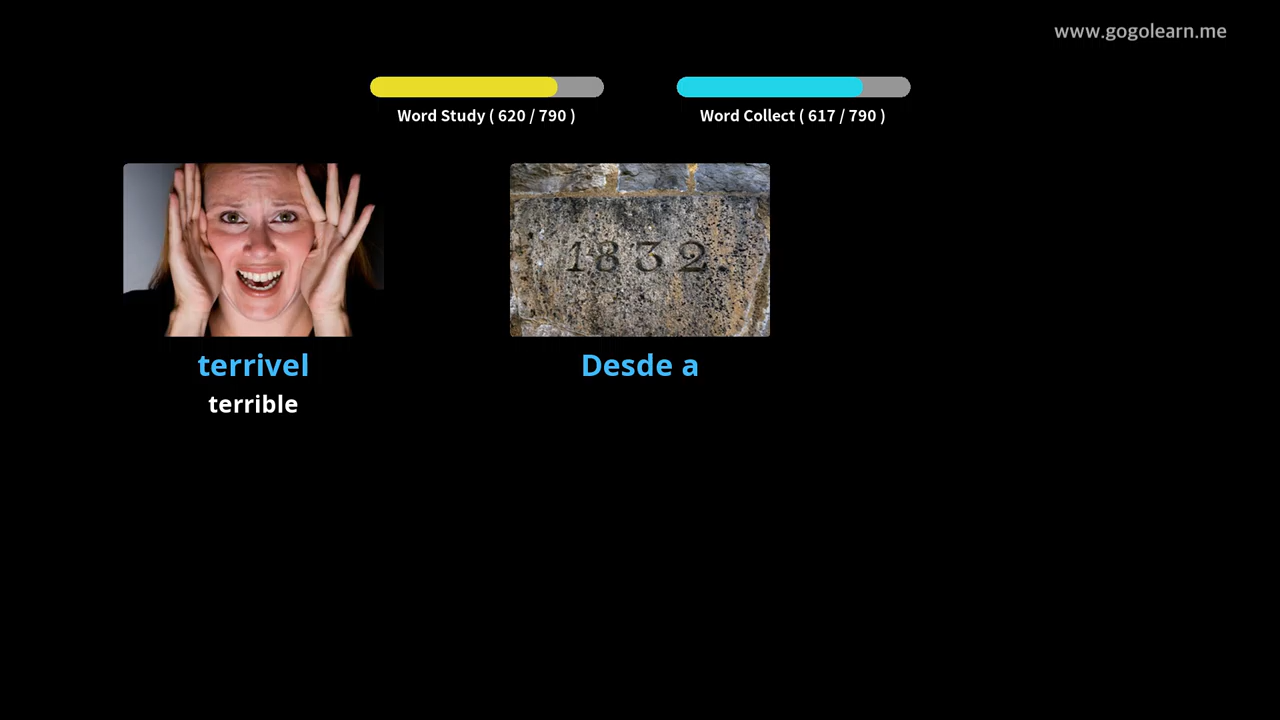 www.gogolearn.me
Word Study ( 620 / 790 )
Word Collect ( 617 / 790 )
1832.
terrivel
Desde a
terrible